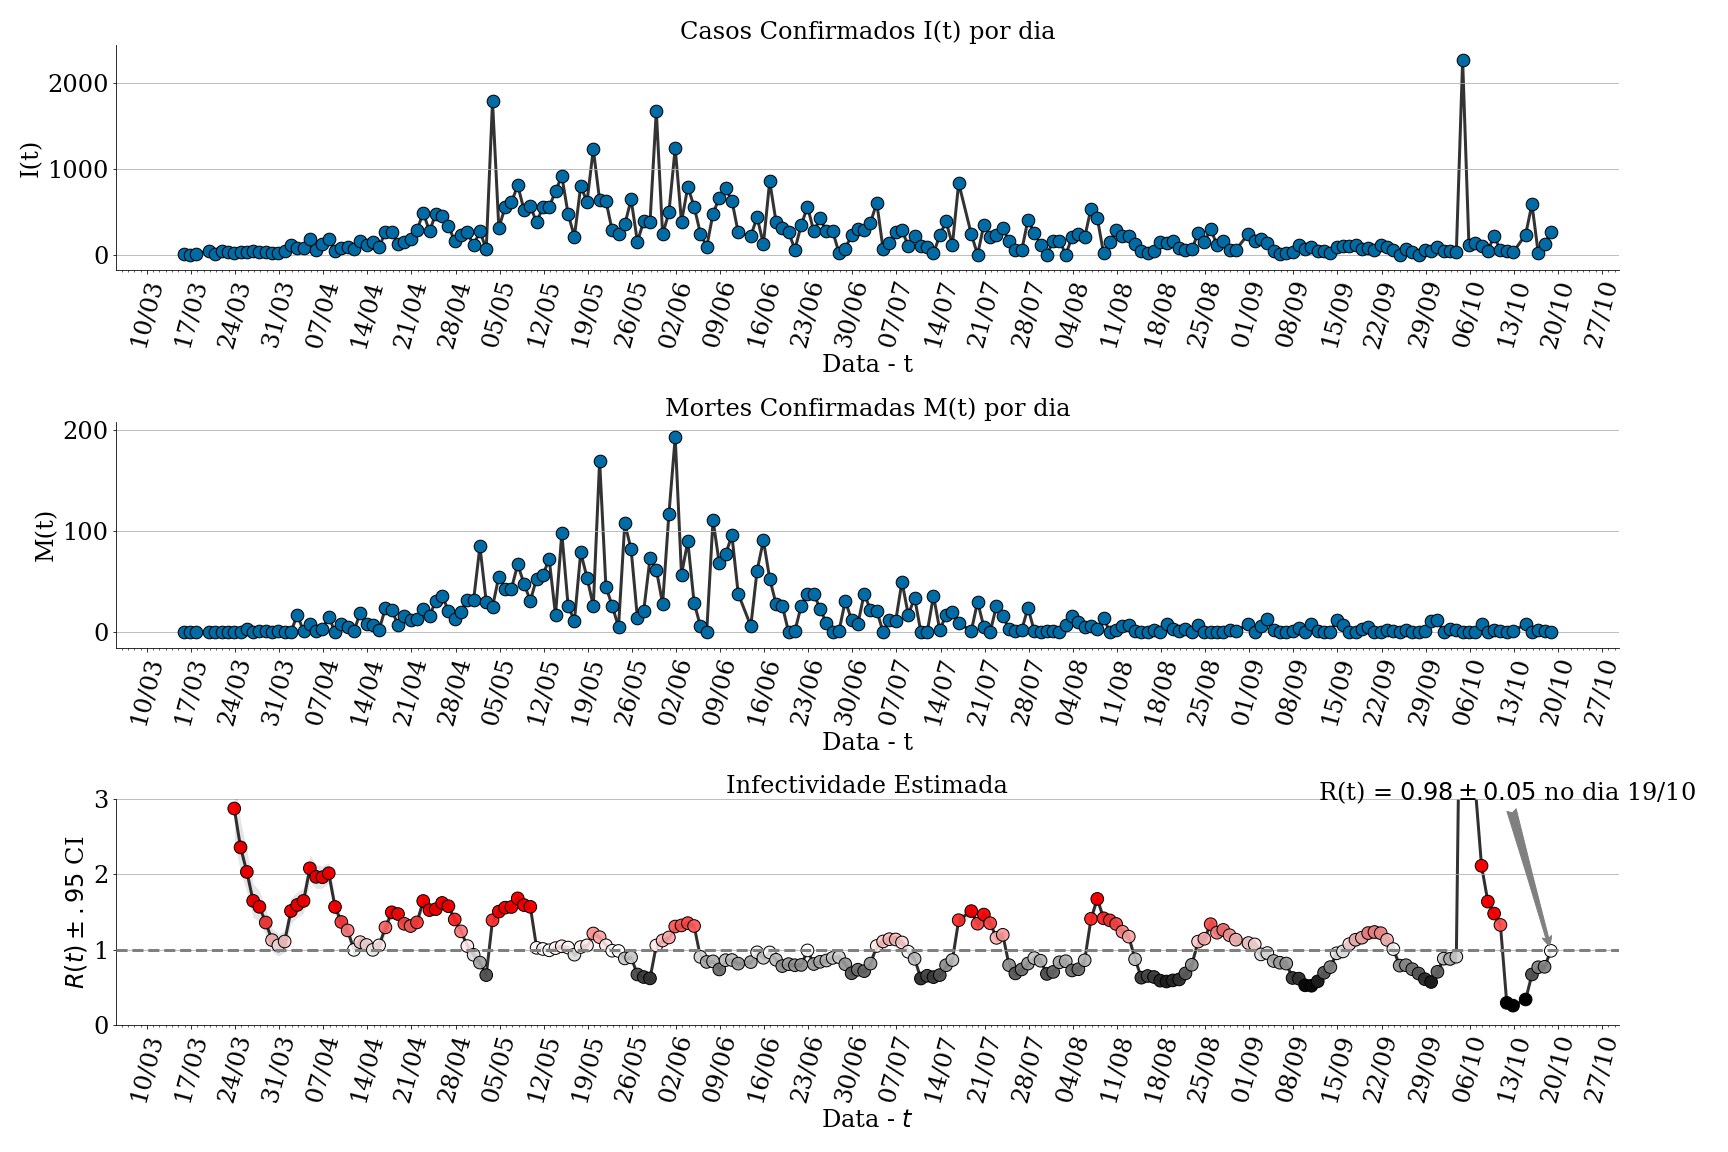 Casos Confirmados I(t) por dia
2000
1000
0
I(t)
10/03 17/03 24/03 31/03 07/04 14/04 21/04 28/04 05/05 12/05 19/05 26/05 02/06 09/06 16/06 23/06 30/06 07/07 14/07 21/07 28/07 04/08 11/08 18/08 25/08 01/09 08/09 15/09 22/09 29/09 06/10 13/10 20/10 27/10
Data - t
Mortes Confirmadas M(t) por dia
200
100
0
M(t)
10/03 17/03 24/03 31/03 07/04 14/04 21/04 28/04 05/05 12/05 19/05 26/05 02/06 09/06 16/06 23/06 30/06 07/07 14/07 21/07 28/07 04/08 11/08 18/08 25/08 01/09 08/09 15/09 22/09 29/09 06/10 13/10 20/10 27/10
Data - t
Infectividade Estimada
R(t) = 0.98 ± 0.05 no dia 19/10
3
2
1
0
R(t) ± .95 CI
10/03 17/03 24/03 31/03 07/04 14/04 21/04 28/04 05/05 12/05 19/05 26/05 02/06 09/06 16/06 23/06 30/06 07/07 14/07 21/07 28/07 04/08 11/08 18/08 25/08 01/09 08/09 15/09 22/09 29/09 06/10 13/10 20/10 27/10
Data - t